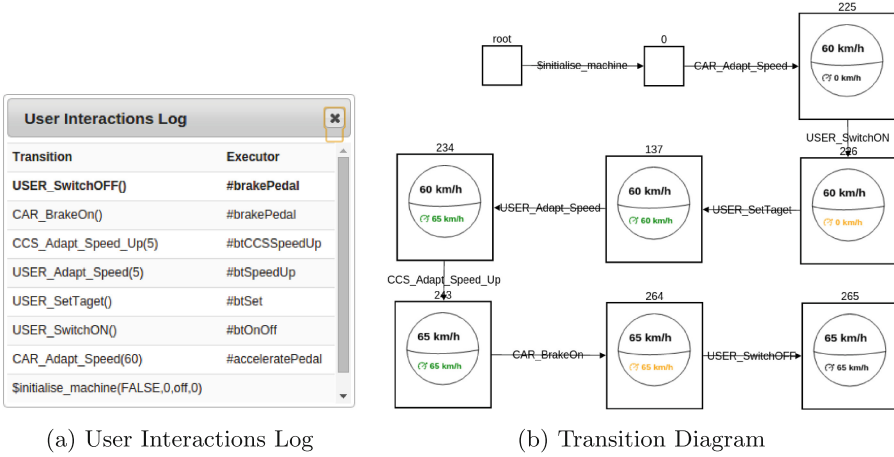 User Interactions Log
Transition Executor
USER_SwitchOFF() #brakePedal
CAR_BrakeOn() #brakePedal
CCS_Adapt_Speed_Up(5) #btCCSSpeedUp
USER_Adapt_Speed(5) #btSpeedUp
USER_SetTaget() #btSet
USER_SwitchON() #btOnOff
CAR_Adapt_Speed(60) #acceleratePedal
$initialise_machine(FALSE,0,off,0)
(a) User Interactions Log
root
$initialise_machine
0
CAR_Adapt_Speed
225
60 km/h
0 km/h
USER_SwitchON
226
60 km/h
0 km/h
USER_SetTaget
137
60 km/h
60 km/h
USER_Adapt_Speed
234
60 km/h
65 km/h
CCS_Adapt_Speed_Up
243
65 km/h
65 km/h
CAR_BrakeOn
264
65 km/h
65 km/h
USER_SwitchOFF
265
65 km/h
65 km/h
(b) Transition Diagram